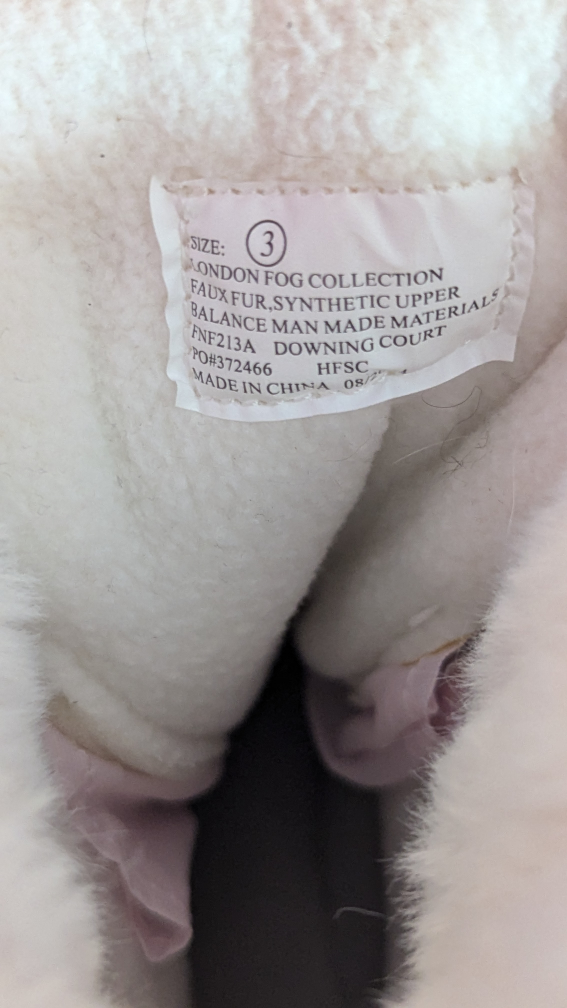 SIZE: 3
LONDON FOG COLLECTION
FAUX FUR,SYNTHETIC UPPER
BALANCE MAN MADE MATERIALS
FNF213A DOWNING COURT
PO#372466 HFSC
MADE IN CHINA